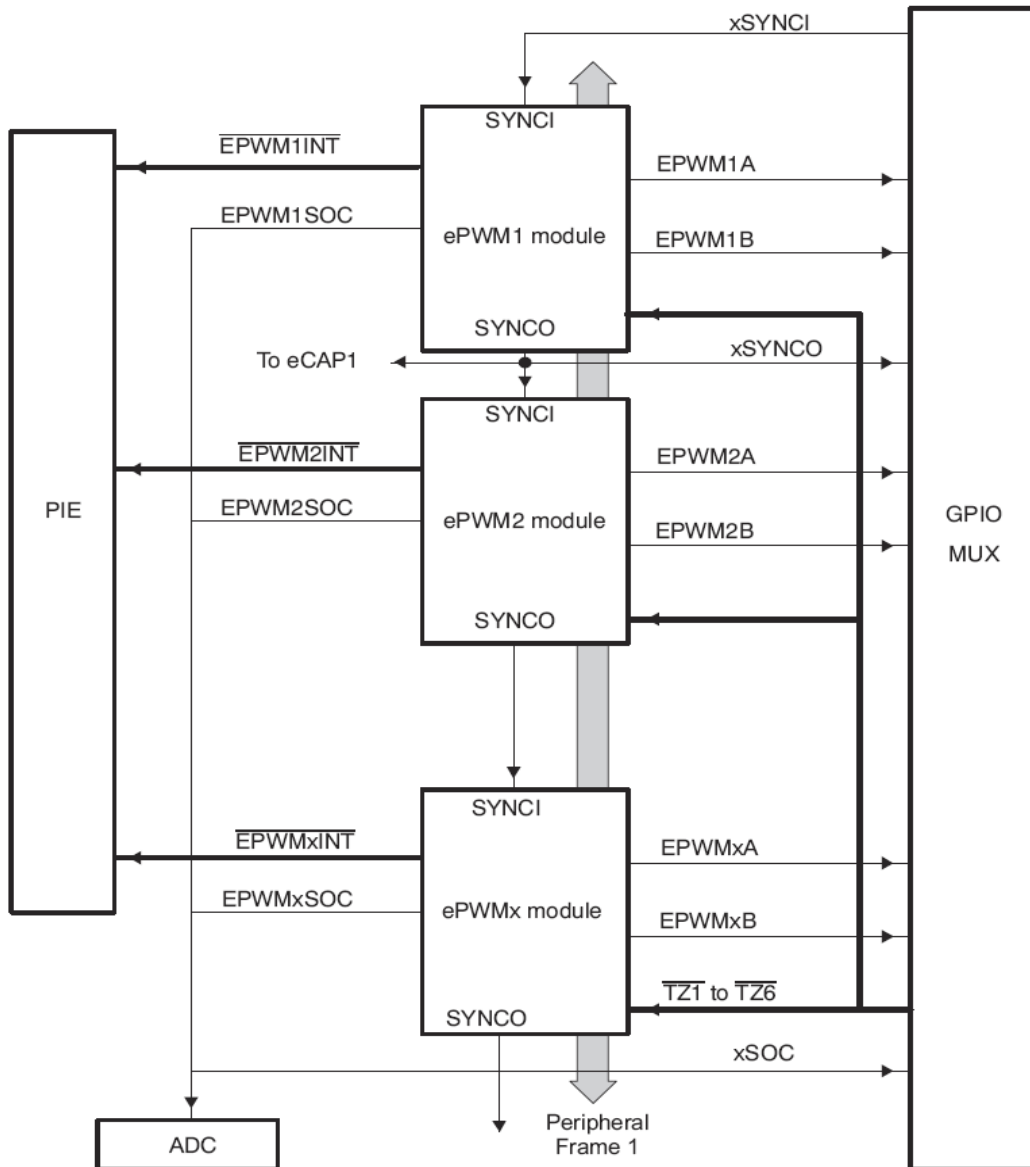 xSYNCI
SYNCI
EPWM1INT
EPWM1A
EPWM1SOC
ePWM1 module
EPWM1B
SYNCO
To eCAP1
xSYNCO
SYNCI
EPWM2INT
EPWM2A
PIE
EPWM2SOC
ePWM2 module
GPIO
MUX
EPWM2B
SYNCO
SYNCI
EPWMxINT
EPWMxA
EPWMxSOC
ePWMx module
EPWMxB
TZ1 to TZ6
SYNCO
xSOC
ADC
Peripheral
Frame 1